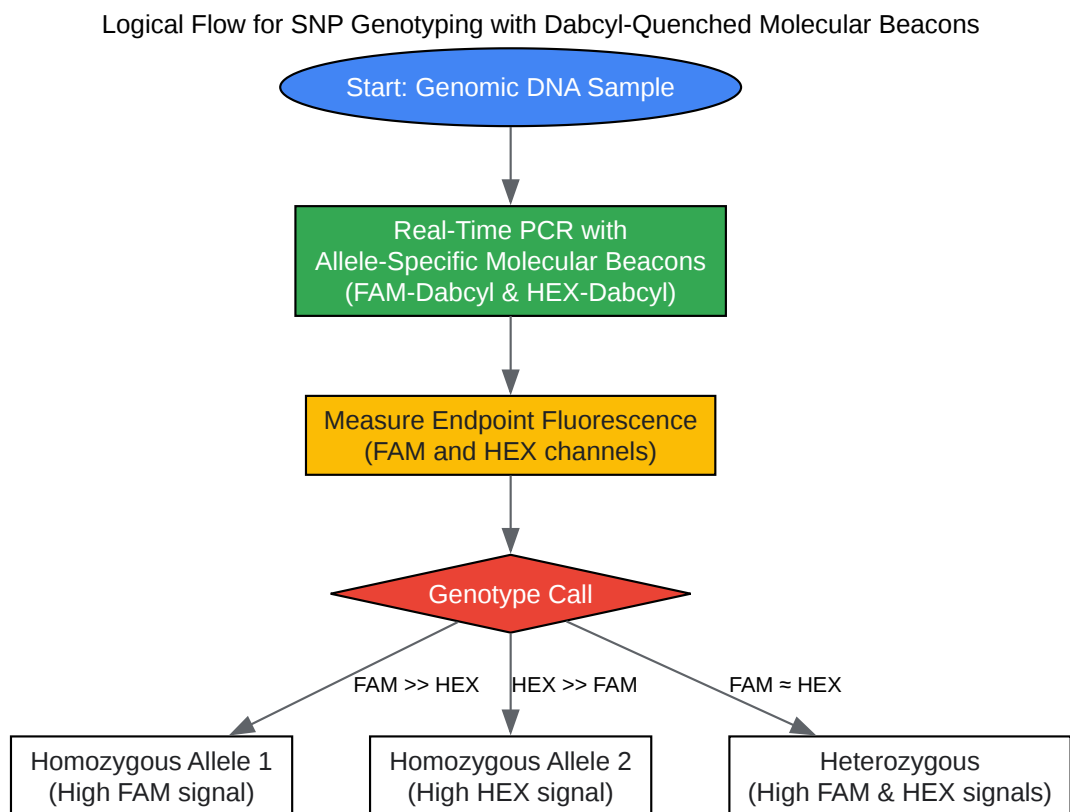 Logical Flow for SNP Genotyping with Dabcyl-Quenched Molecular Beacons
Start: Genomic DNA Sample
Real-Time PCR with
Allele-Specific Molecular Beacons
(FAM-Dabcyl & HEX-Dabcyl)
Measure Endpoint Fluorescence
(FAM and HEX channels)
Genotype Call
FAM >> HEX
HEX >> FAM
FAM ≈ HEX
Homozygous Allele 1
(High FAM signal)
Homozygous Allele 2
(High HEX signal)
Heterozygous
(High FAM & HEX signals)